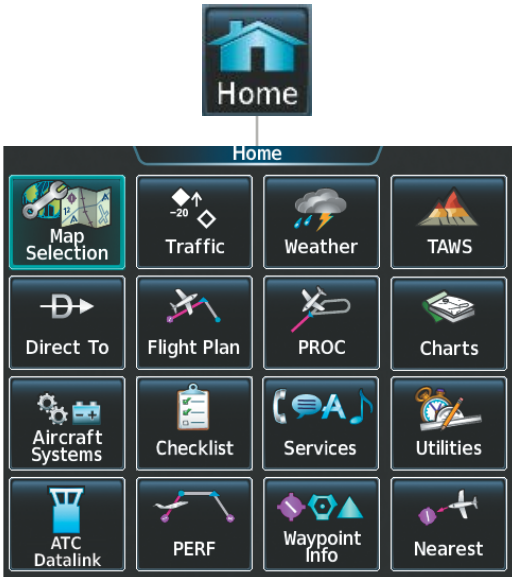 Home
Home
Map
Selection
-20
Traffic
Weather
TAWS
D
Direct To
Flight Plan
PROC
Charts
Aircraft
Systems
Checklist
A
Services
Utilities
ATC
Datalink
PERF
Waypoint
Info
Nearest